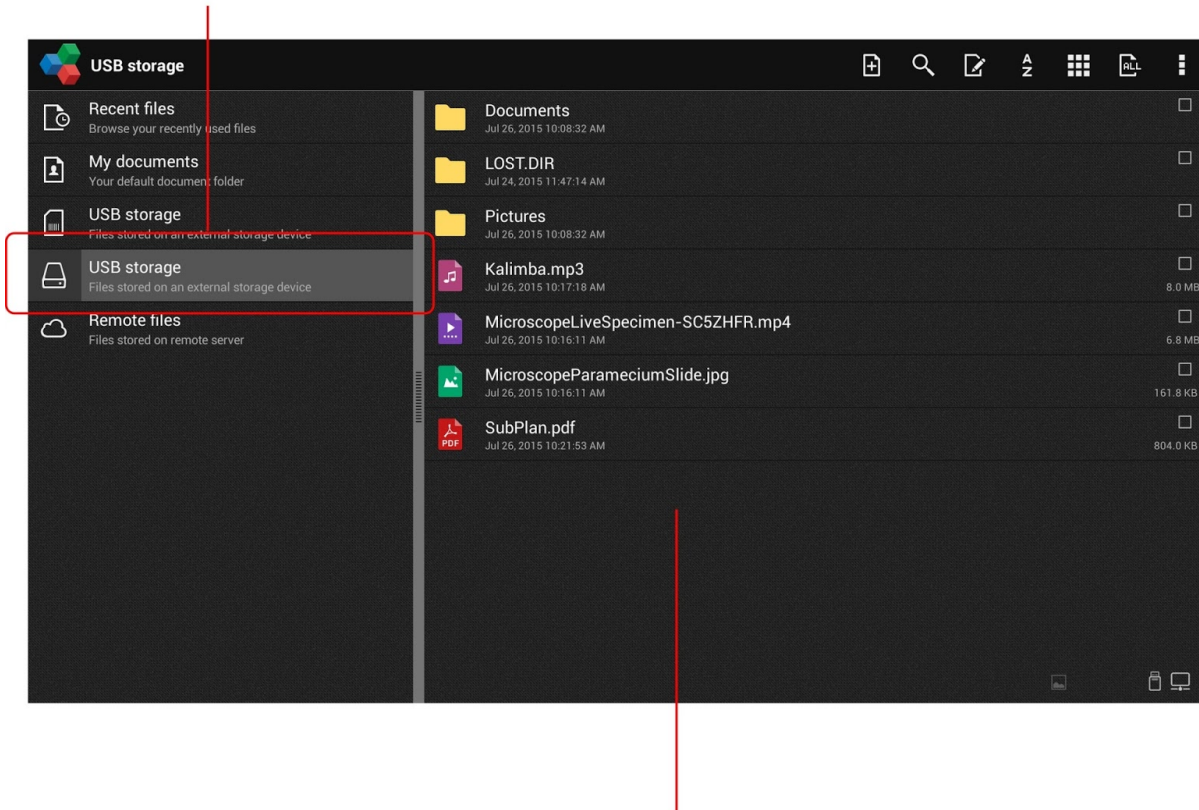 USB storage
A
Z
ALL
Recent files
Browse your recently used files
My documents
Your default document folder
USB storage
Files stored on an external storage device
USB storage
Files stored on an external storage device
Remote files
Files stored on remote server
Documents
Jul 26, 2015 10:08:32 AM
LOST.DIR
Jul 24, 2015 11:47:14 AM
Pictures
Jul 26, 2015 10:08:32 AM
Kalimba.mp3
Jul 26, 2015 10:17:18 AM
8.0 MB
MicroscopeLiveSpecimen-SC5ZHFR.mp4
Jul 26, 2015 10:16:11 AM
6.8 MB
MicroscopeParameciumSlide.jpg
Jul 26, 2015 10:16:11 AM
161.8 KB
PDF
SubPlan.pdf
Jul 26, 2015 10:21:53 AM
804.0 KB